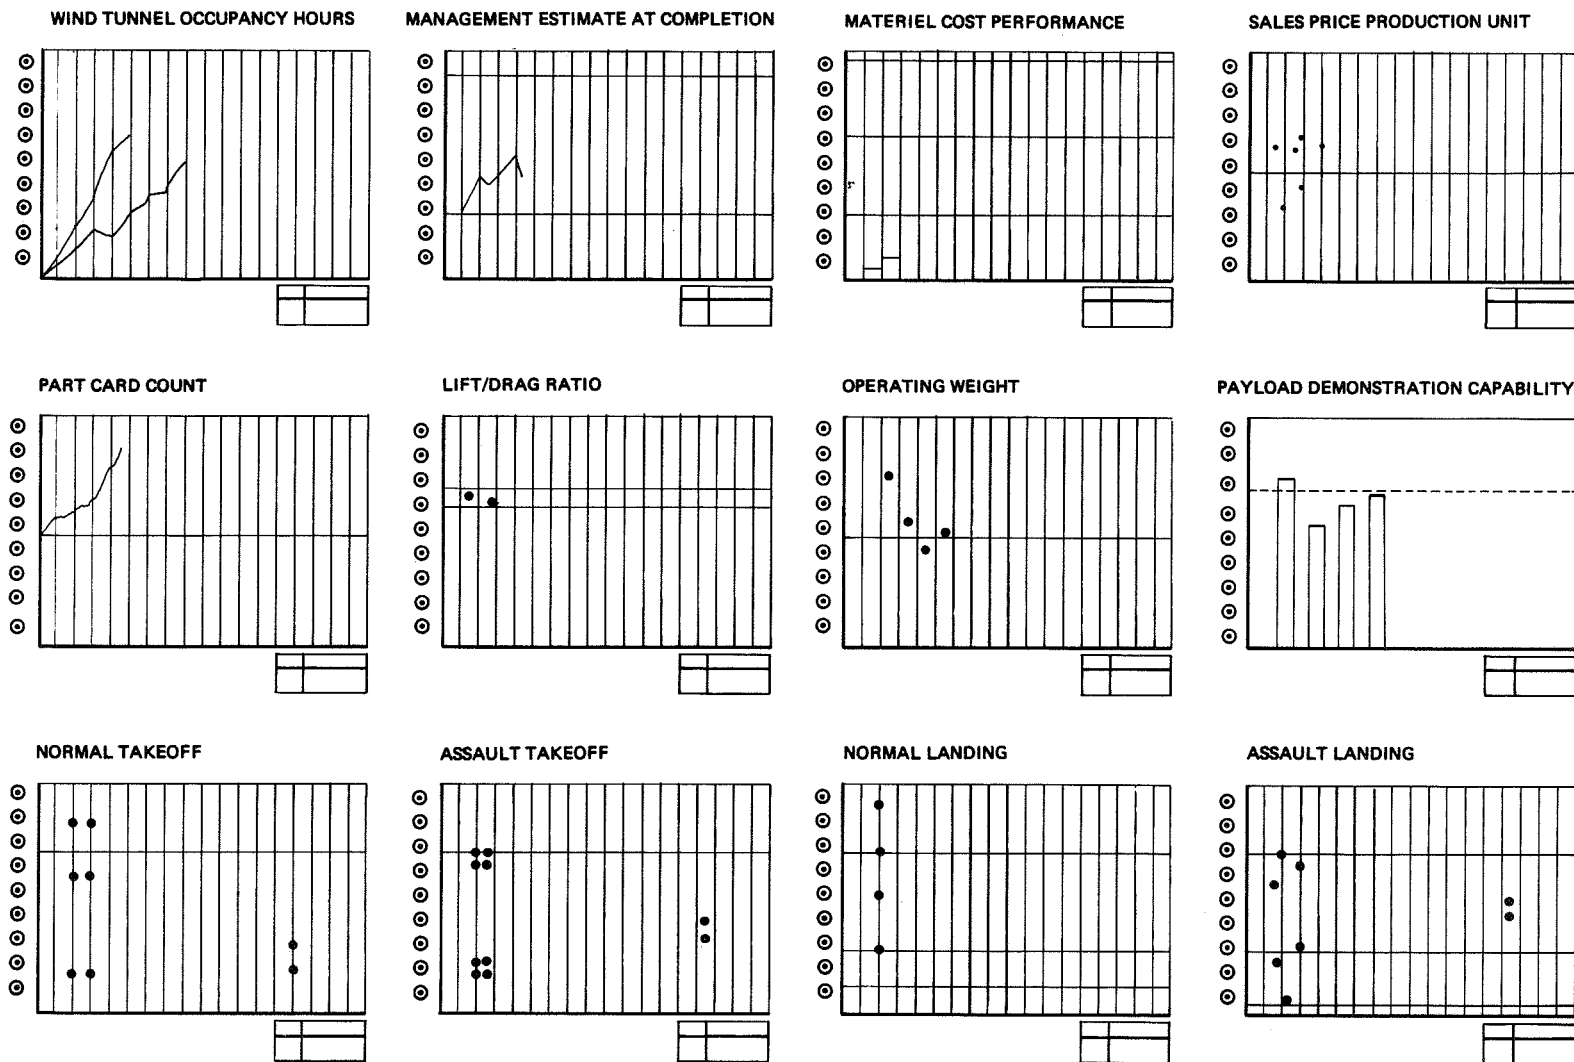 WIND TUNNEL OCCUPANCY HOURS
MANAGEMENT ESTIMATE AT COMPLETION
MATERIEL COST PERFORMANCE
SALES PRICE PRODUCTION UNIT
PART CARD COUNT
LIFT/DRAG RATIO
OPERATING WEIGHT
PAYLOAD DEMONSTRATION CAPABILITY
NORMAL TAKEOFF
ASSAULT TAKEOFF
NORMAL LANDING
ASSAULT LANDING